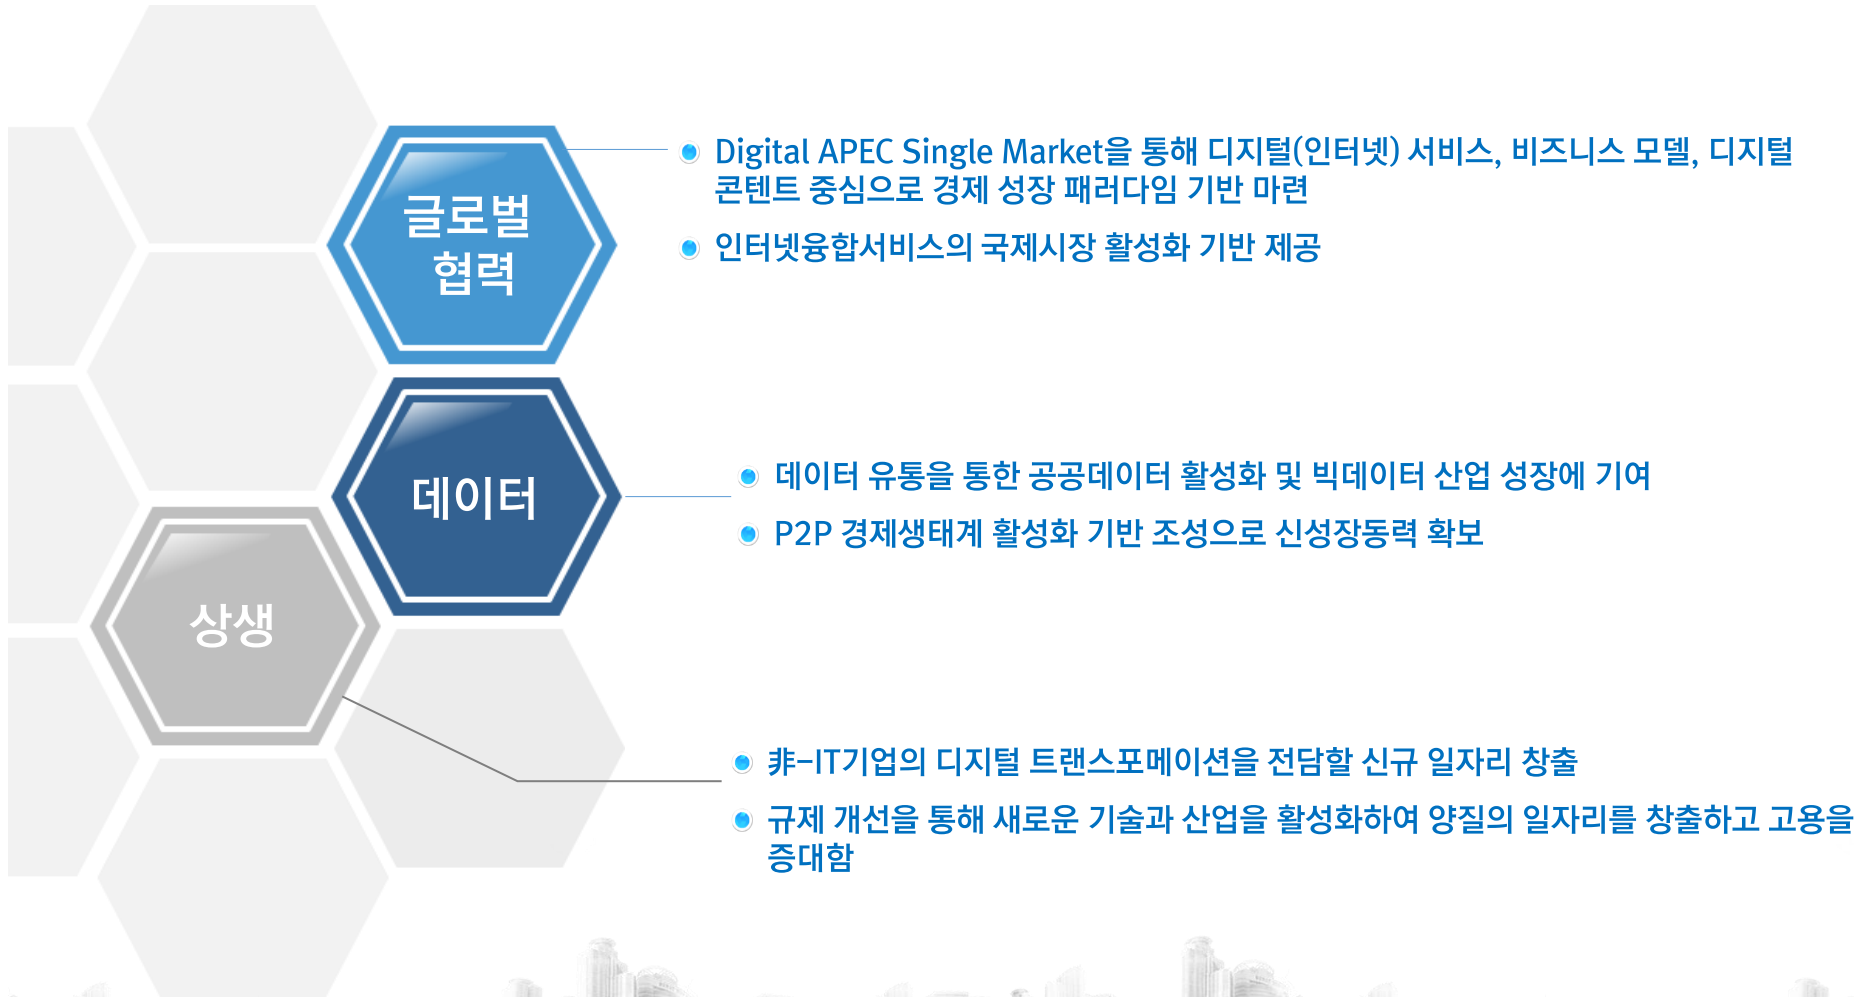 글로벌
협력
Digital APEC Single Market을 통해 디지털(인터넷) 서비스, 비즈니스 모델, 디지털
콘텐트 중심으로 경제 성장 패러다임 기반 마련
인터넷융합서비스의 국제시장 활성화 기반 제공
데이터
데이터 유통을 통한 공공데이터 활성화 및 빅데이터 산업 성장에 기여
P2P 경제생태계 활성화 기반 조성으로 신성장동력 확보
상생
非-IT기업의 디지털 트랜스포메이션을 전담할 신규 일자리 창출
규제 개선을 통해 새로운 기술과 산업을 활성화하여 양질의 일자리를 창출하고 고용을
증대함